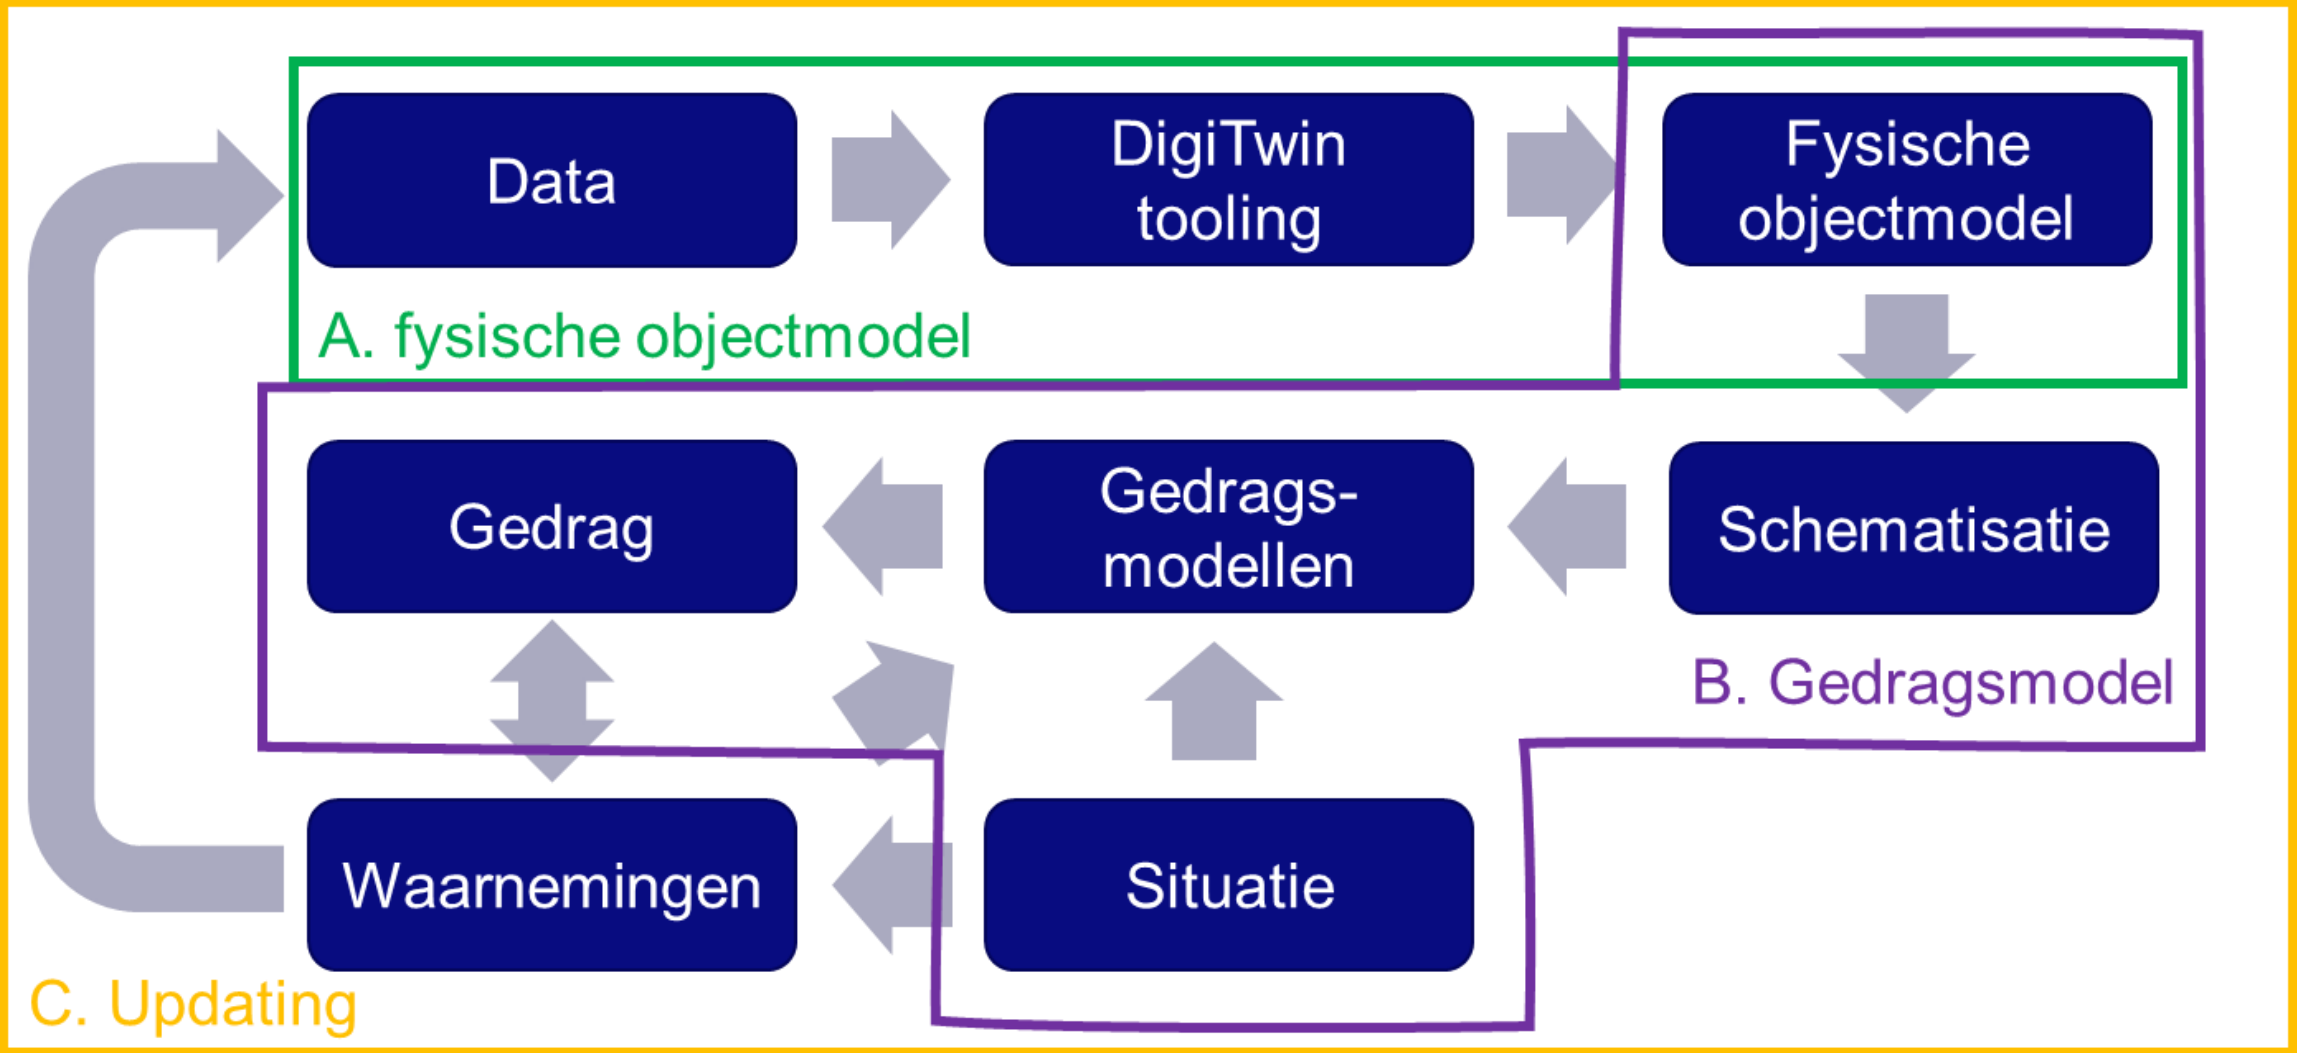 Data
DigiTwin
tooling
Fysische
objectmodel
A. fysische objectmodel
Gedrag
Gedrags-
modellen
Schematisatie
B. Gedragsmodel
Waarnemingen
Situatie
C. Updating